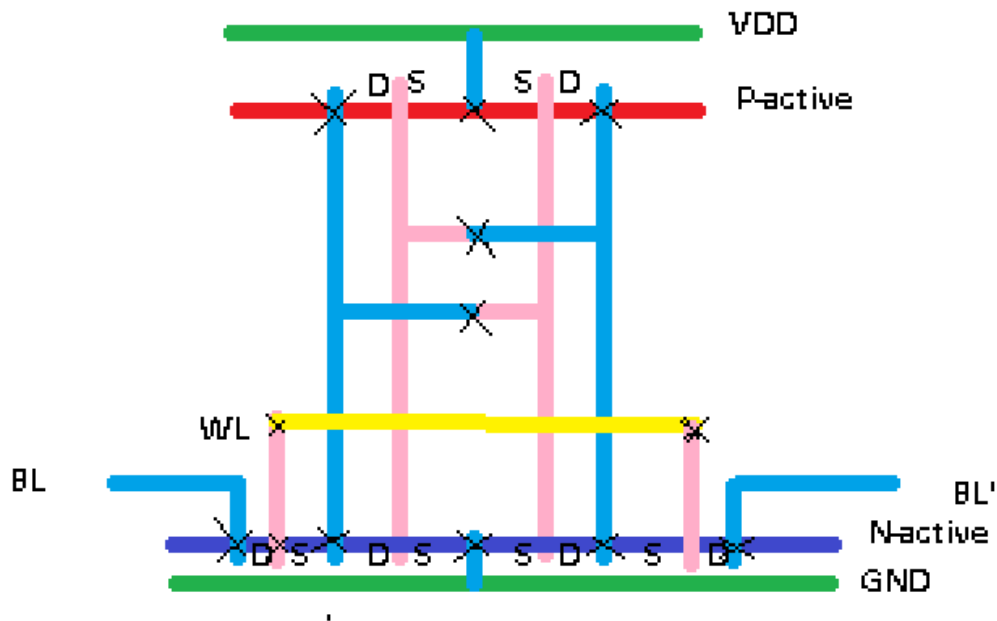 VDD
D S S D
P-active
WL
BL
BL'
N-active
D S D S S D S D
GND